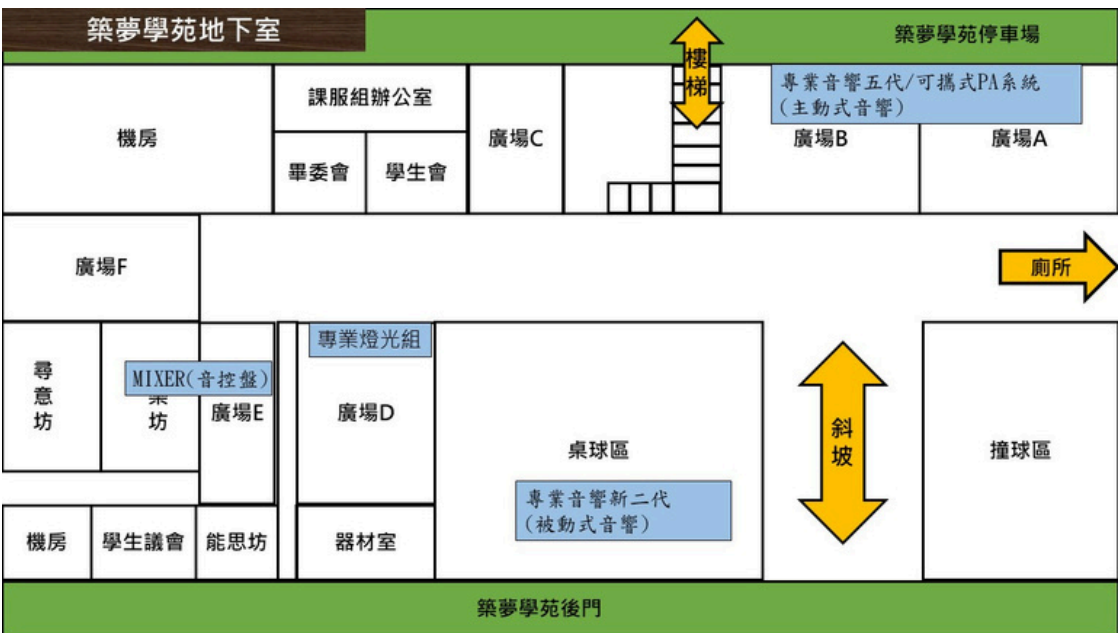 築夢學苑地下室
築夢學苑停車場
樓梯
專業音響五代/可攜式PA系統
(主動式音響)
課服組辦公室
機房
廣場C
廣場B
廣場A
畢委會
學生會
廣場F
廁所
專業燈光組
尋意坊
MIXER(音控盤)
坊
廣場E
廣場D
斜坡
桌球區
撞球區
專業音響新二代
(被動式音響)
機房
學生議會
能思坊
器材室
築夢學苑後門